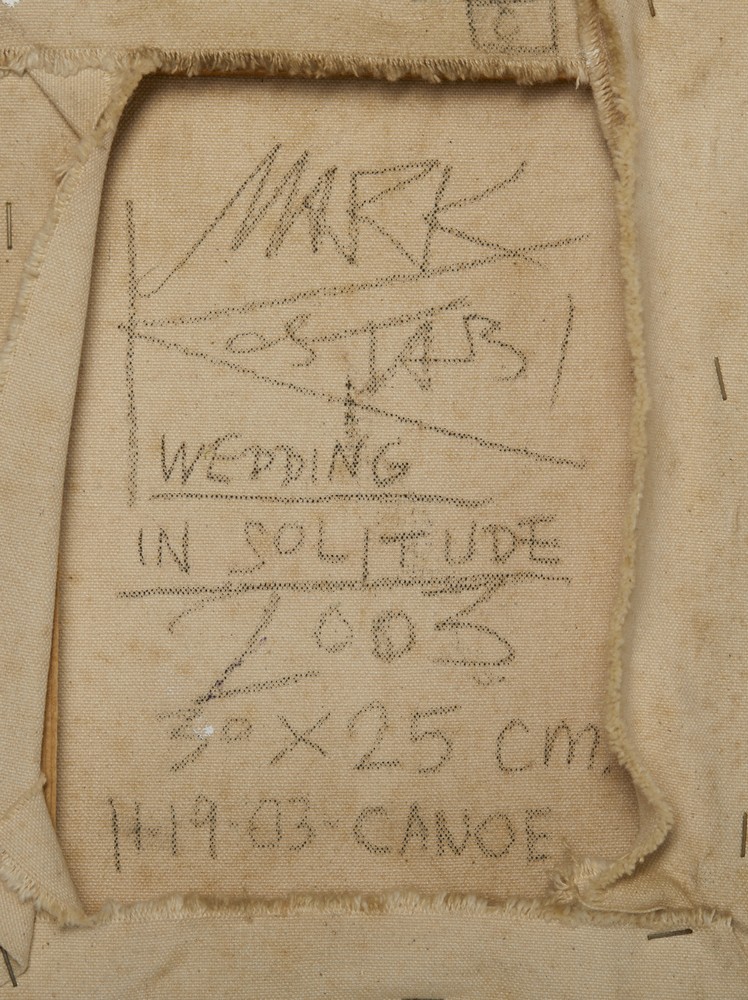 MARK
KOSTABI
WEDDING
IN SOLITUDE
2003
30 X 25 cm.
11-19-03-CANOE